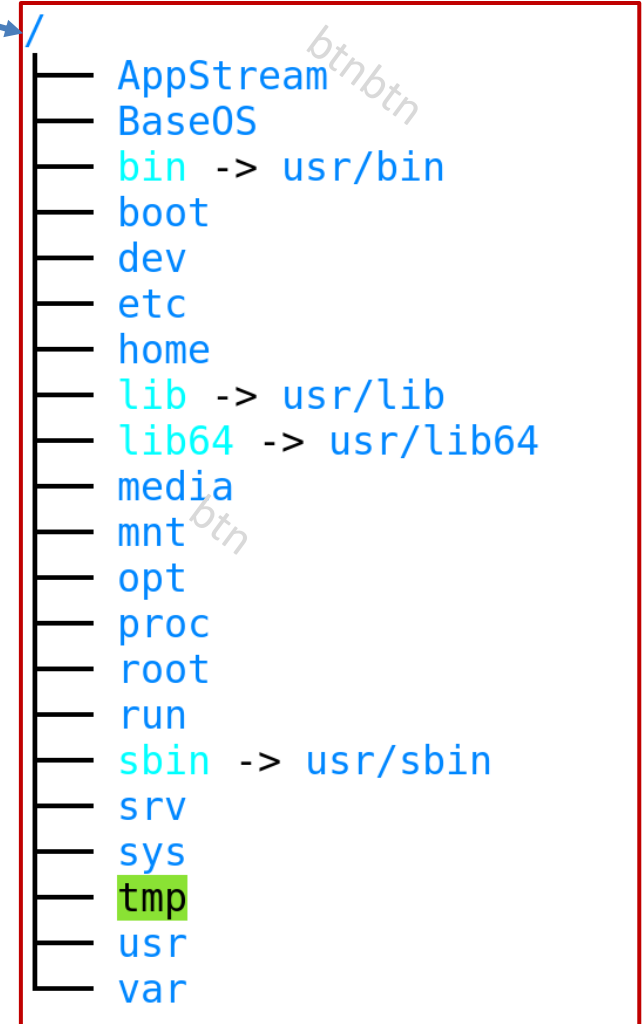 /
AppStream
btnbtn
BaseOS
bin -> usr/bin
boot
dev
etc
home
lib -> usr/lib
lib64 -> usr/lib64
media
btn
mnt
opt
proc
root
run
sbin -> usr/sbin
srv
sys
tmp
usr
var